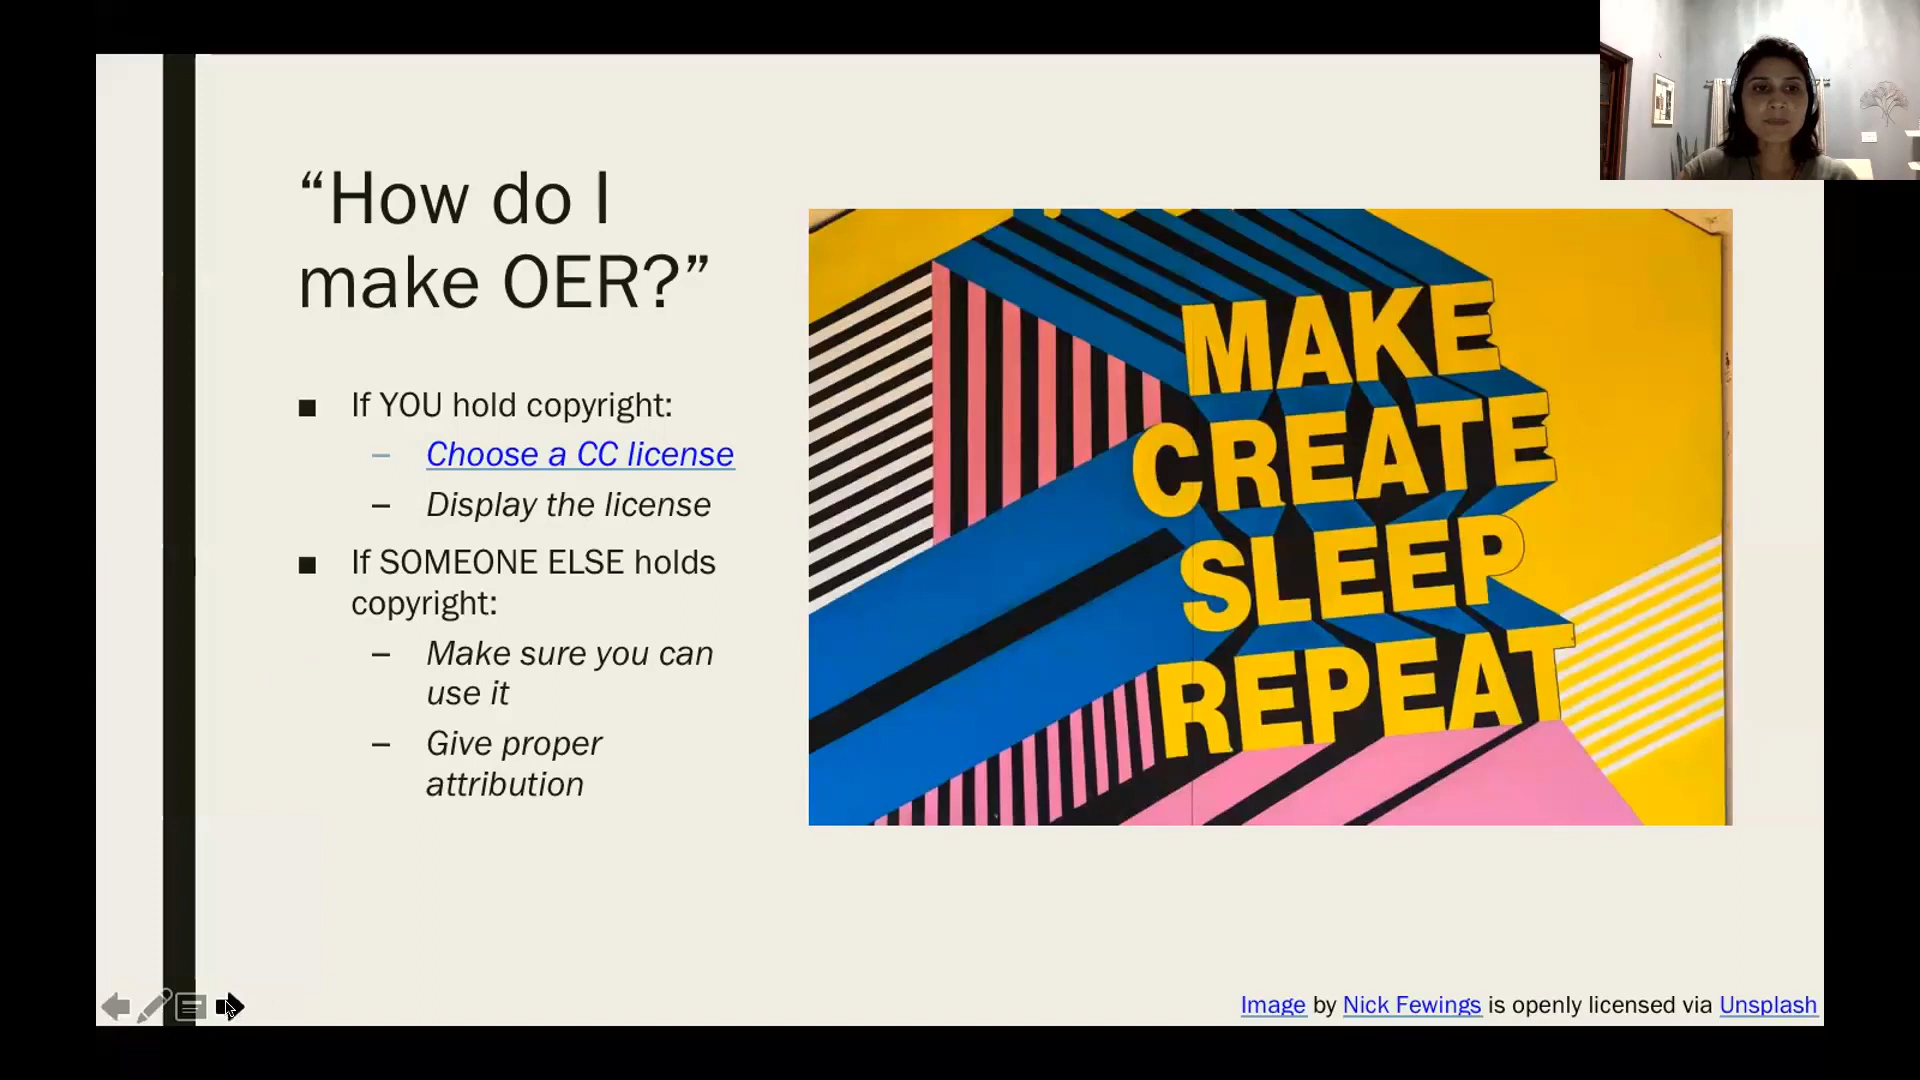 “How do I
make OER?”
■ If YOU hold copyright:
– Choose a CC license
– Display the license
■ If SOMEONE ELSE holds
copyright:
– Make sure you can
use it
– Give proper
attribution
MAKE
CREATE
SLEEP
REPEAT
Image by Nick Fewings is openly licensed via Unsplash